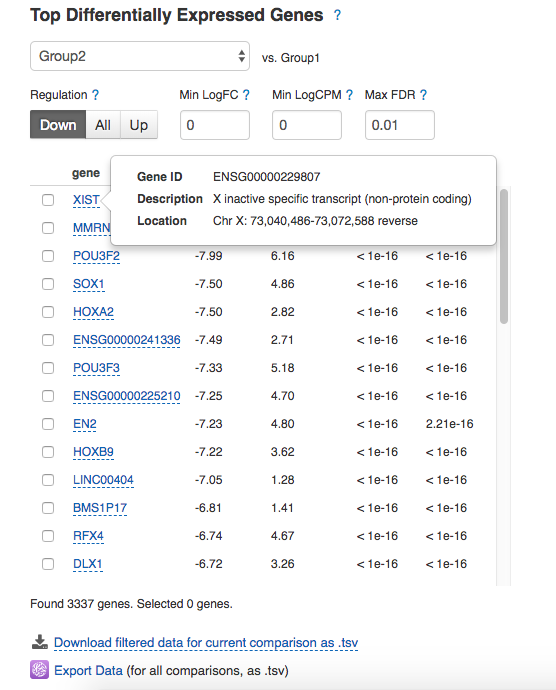 Top Differentially Expressed Genes ?
Group2 vs. Group1
Regulation ? Min LogFC ? Min LogCPM ? Max FDR ?
Down All Up 0 0 0.01
gene
Gene ID ENSG00000229807
XIST Description X inactive specific transcript (non-protein coding)
MMRN Location Chr X: 73,040,486-73,072,588 reverse
POU3F2 -7.99 6.16 < 1e-16 < 1e-16
SOX1 -7.50 4.86 < 1e-16 < 1e-16
HOXA2 -7.50 2.82 < 1e-16 < 1e-16
ENSG00000241336 -7.49 2.71 < 1e-16 < 1e-16
POU3F3 -7.33 5.18 < 1e-16 < 1e-16
ENSG00000225210 -7.25 4.70 < 1e-16 < 1e-16
EN2 -7.23 4.80 < 1e-16 2.21e-16
HOXB9 -7.22 3.62 < 1e-16 < 1e-16
LINC00404 -7.05 1.28 < 1e-16 < 1e-16
BMS1P17 -6.81 1.41 < 1e-16 < 1e-16
RFX4 -6.74 4.67 < 1e-16 < 1e-16
DLX1 -6.72 3.26 < 1e-16 < 1e-16
Found 3337 genes. Selected 0 genes.
Download filtered data for current comparison as .tsv
Export Data (for all comparisons, as .tsv)